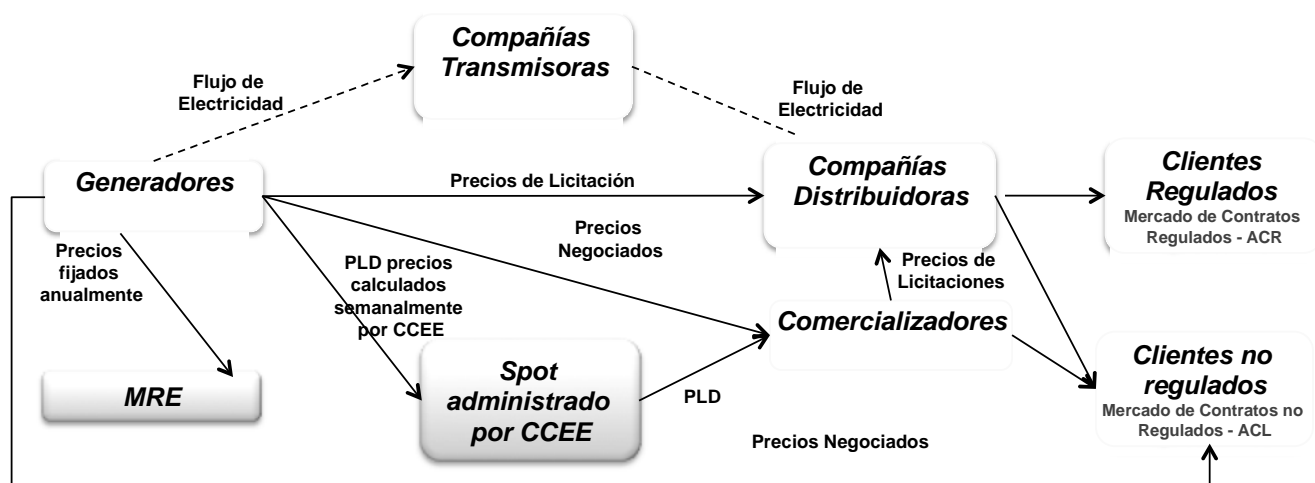 Compañías
Transmisoras
Flujo de
Electricidad
Flujo de
Electricidad
Generadores
Precios de Licitación
Compañías
Distribuidoras
Clientes
Regulados
Mercado de Contratos
Regulados - ACR
Precios
fijados
anualmente
PLD precios
calculados
semanalmente
por CCEE
Precios
Negociados
Precios de
Licitaciones
Comercializadores
MRE
Spot
administrado
por CCEE
PLD
Clientes no
regulados
Mercado de Contratos no
Regulados - ACL
Precios Negociados